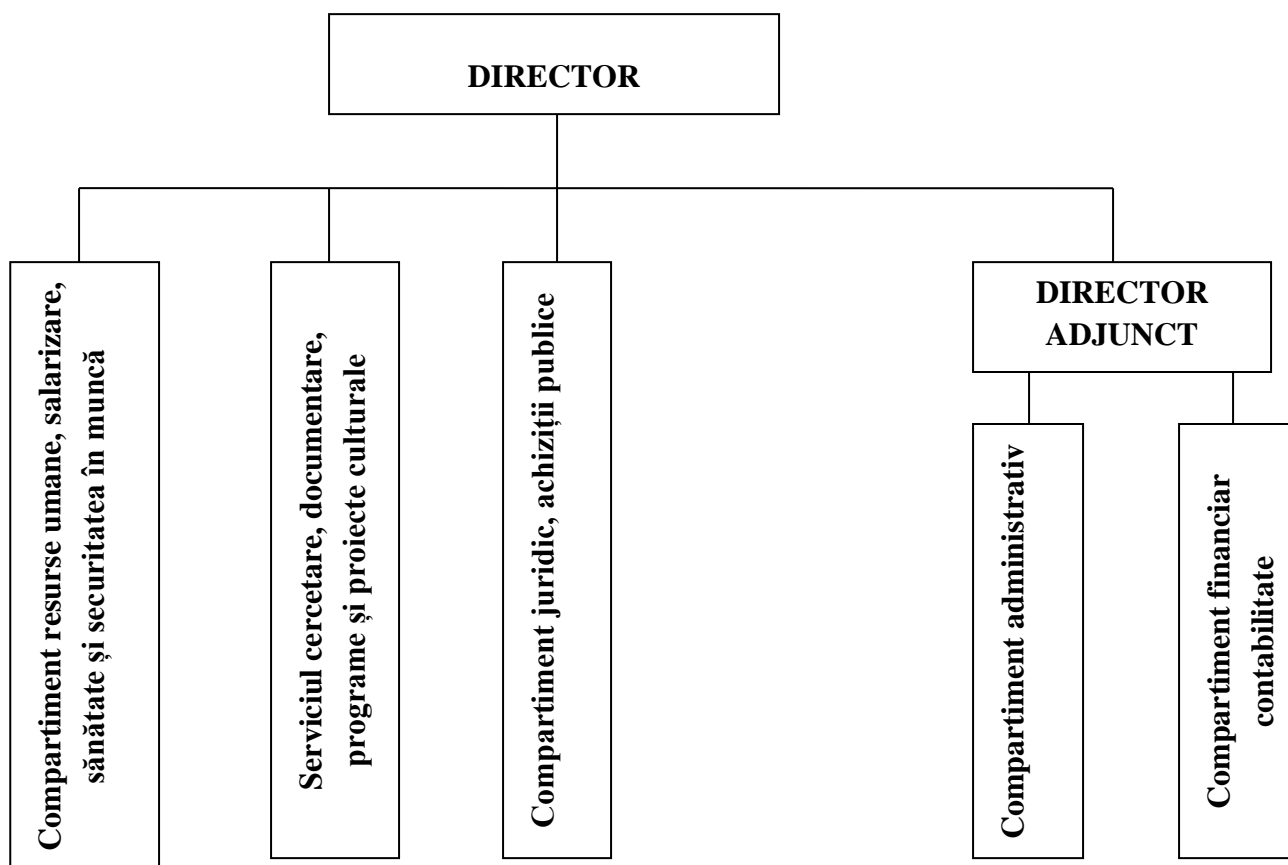 DIRECTOR
Compartiment resurse umane, salarizare,
sănătate și securitatea în muncă
Serviciul cercetare, documentare,
programe și proiecte culturale
Compartiment juridic, achiziții publice
DIRECTOR
ADJUNCT
Compartiment administrativ
Compartiment financiar
contabilitate